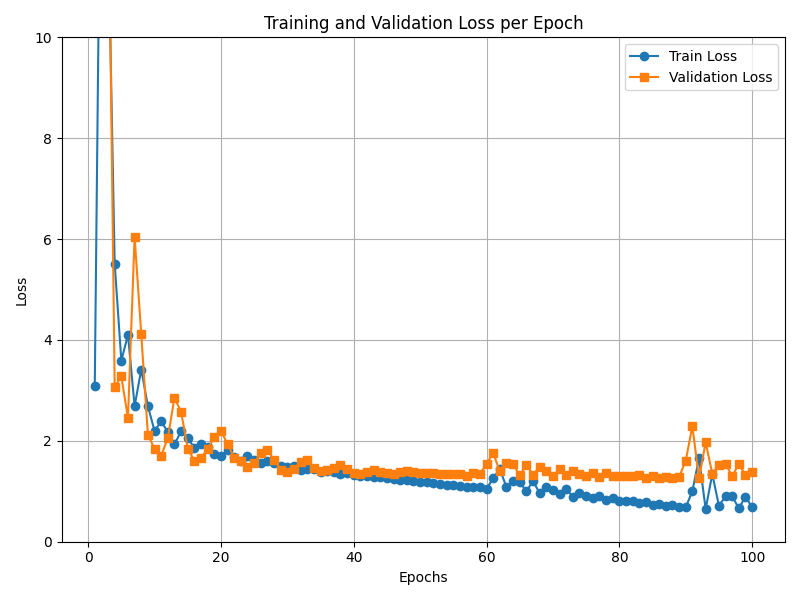 Training and Validation Loss per Epoch
Train Loss
Validation Loss
Loss
10
8
6
4
2
0
0 20 40 60 80 100
Epochs